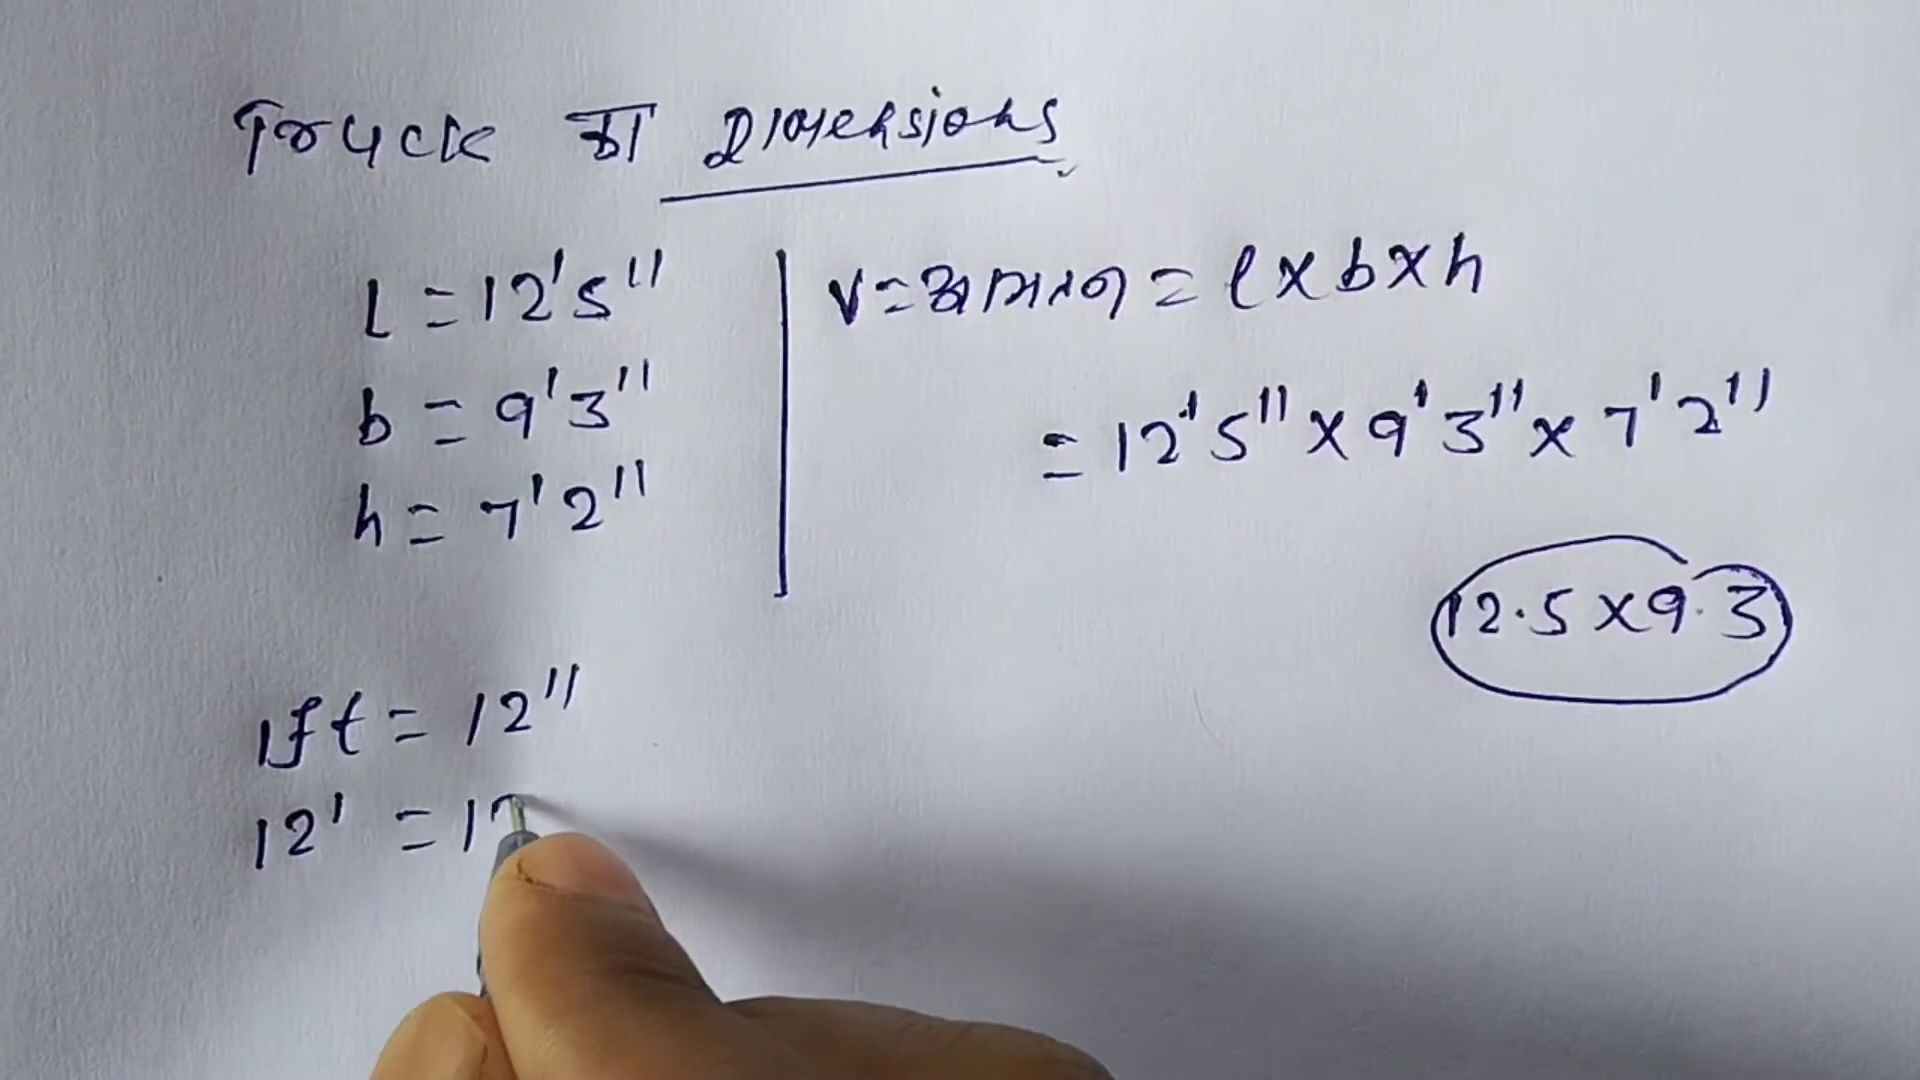 Truck का Dimensions
l = 12'5"
b = 9'3"
h = 7'2"
V = आयतन = l x b x h
= 12'5" x 9'3" x 7'2"
12.5 x 9.3
1ft = 12"
12' = 12